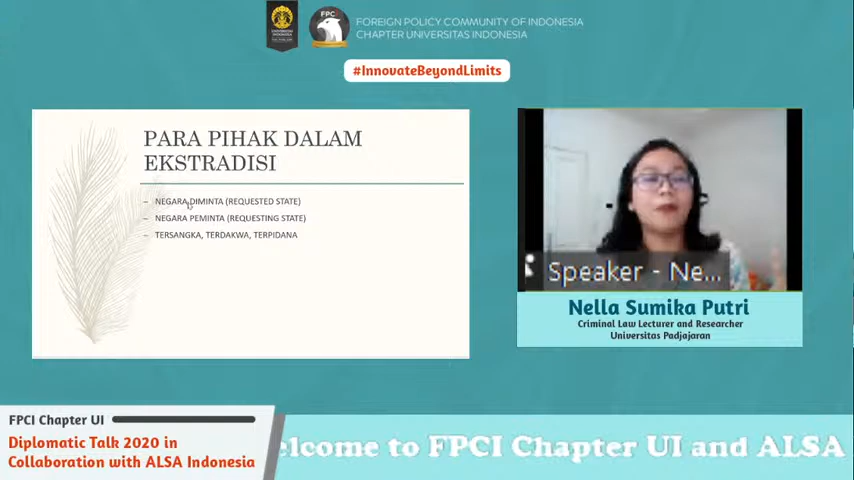 FPC
FOREIGN POLICY COMMUNITY OF INDONESIA
CHAPTER UNIVERSITAS INDONESIA
#InnovateBeyondLimits
PARA PIHAK DALAM
EKSTRADISI
– NEGARA DIMINTA (REQUESTED STATE)
– NEGARA PEMINTA (REQUESTING STATE)
– TERSANGKA, TERDAKWA, TERPIDANA
Speaker - Ne...
Nella Sumika Putri
Criminal Law Lecturer and Researcher
Universitas Padjajaran
FPCI Chapter UI
Diplomatic Talk 2020 in
Collaboration with ALSA Indonesia
elcome to FPCI Chapter UI and ALSA